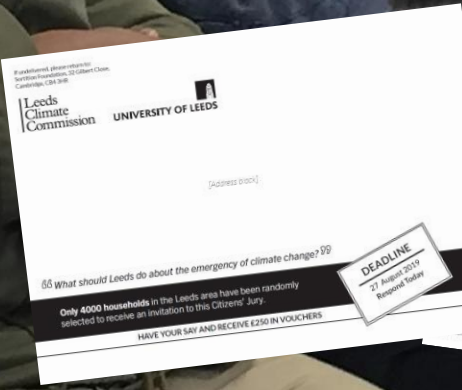 If undelivered, please return to:
Sortition Foundation, 22 Gilbert Close,
Cambridge, CB4 3HR
Leeds
Climate
Commission
UNIVERSITY OF LEEDS
[Address block]
What should Leeds do about the emergency of climate change?
Only 4000 households in the Leeds area have been randomly
selected to receive an invitation to this Citizens' Jury.
DEADLINE
27 August 2019
Respond Today
HAVE YOUR SAY AND RECEIVE £250 IN VOUCHERS